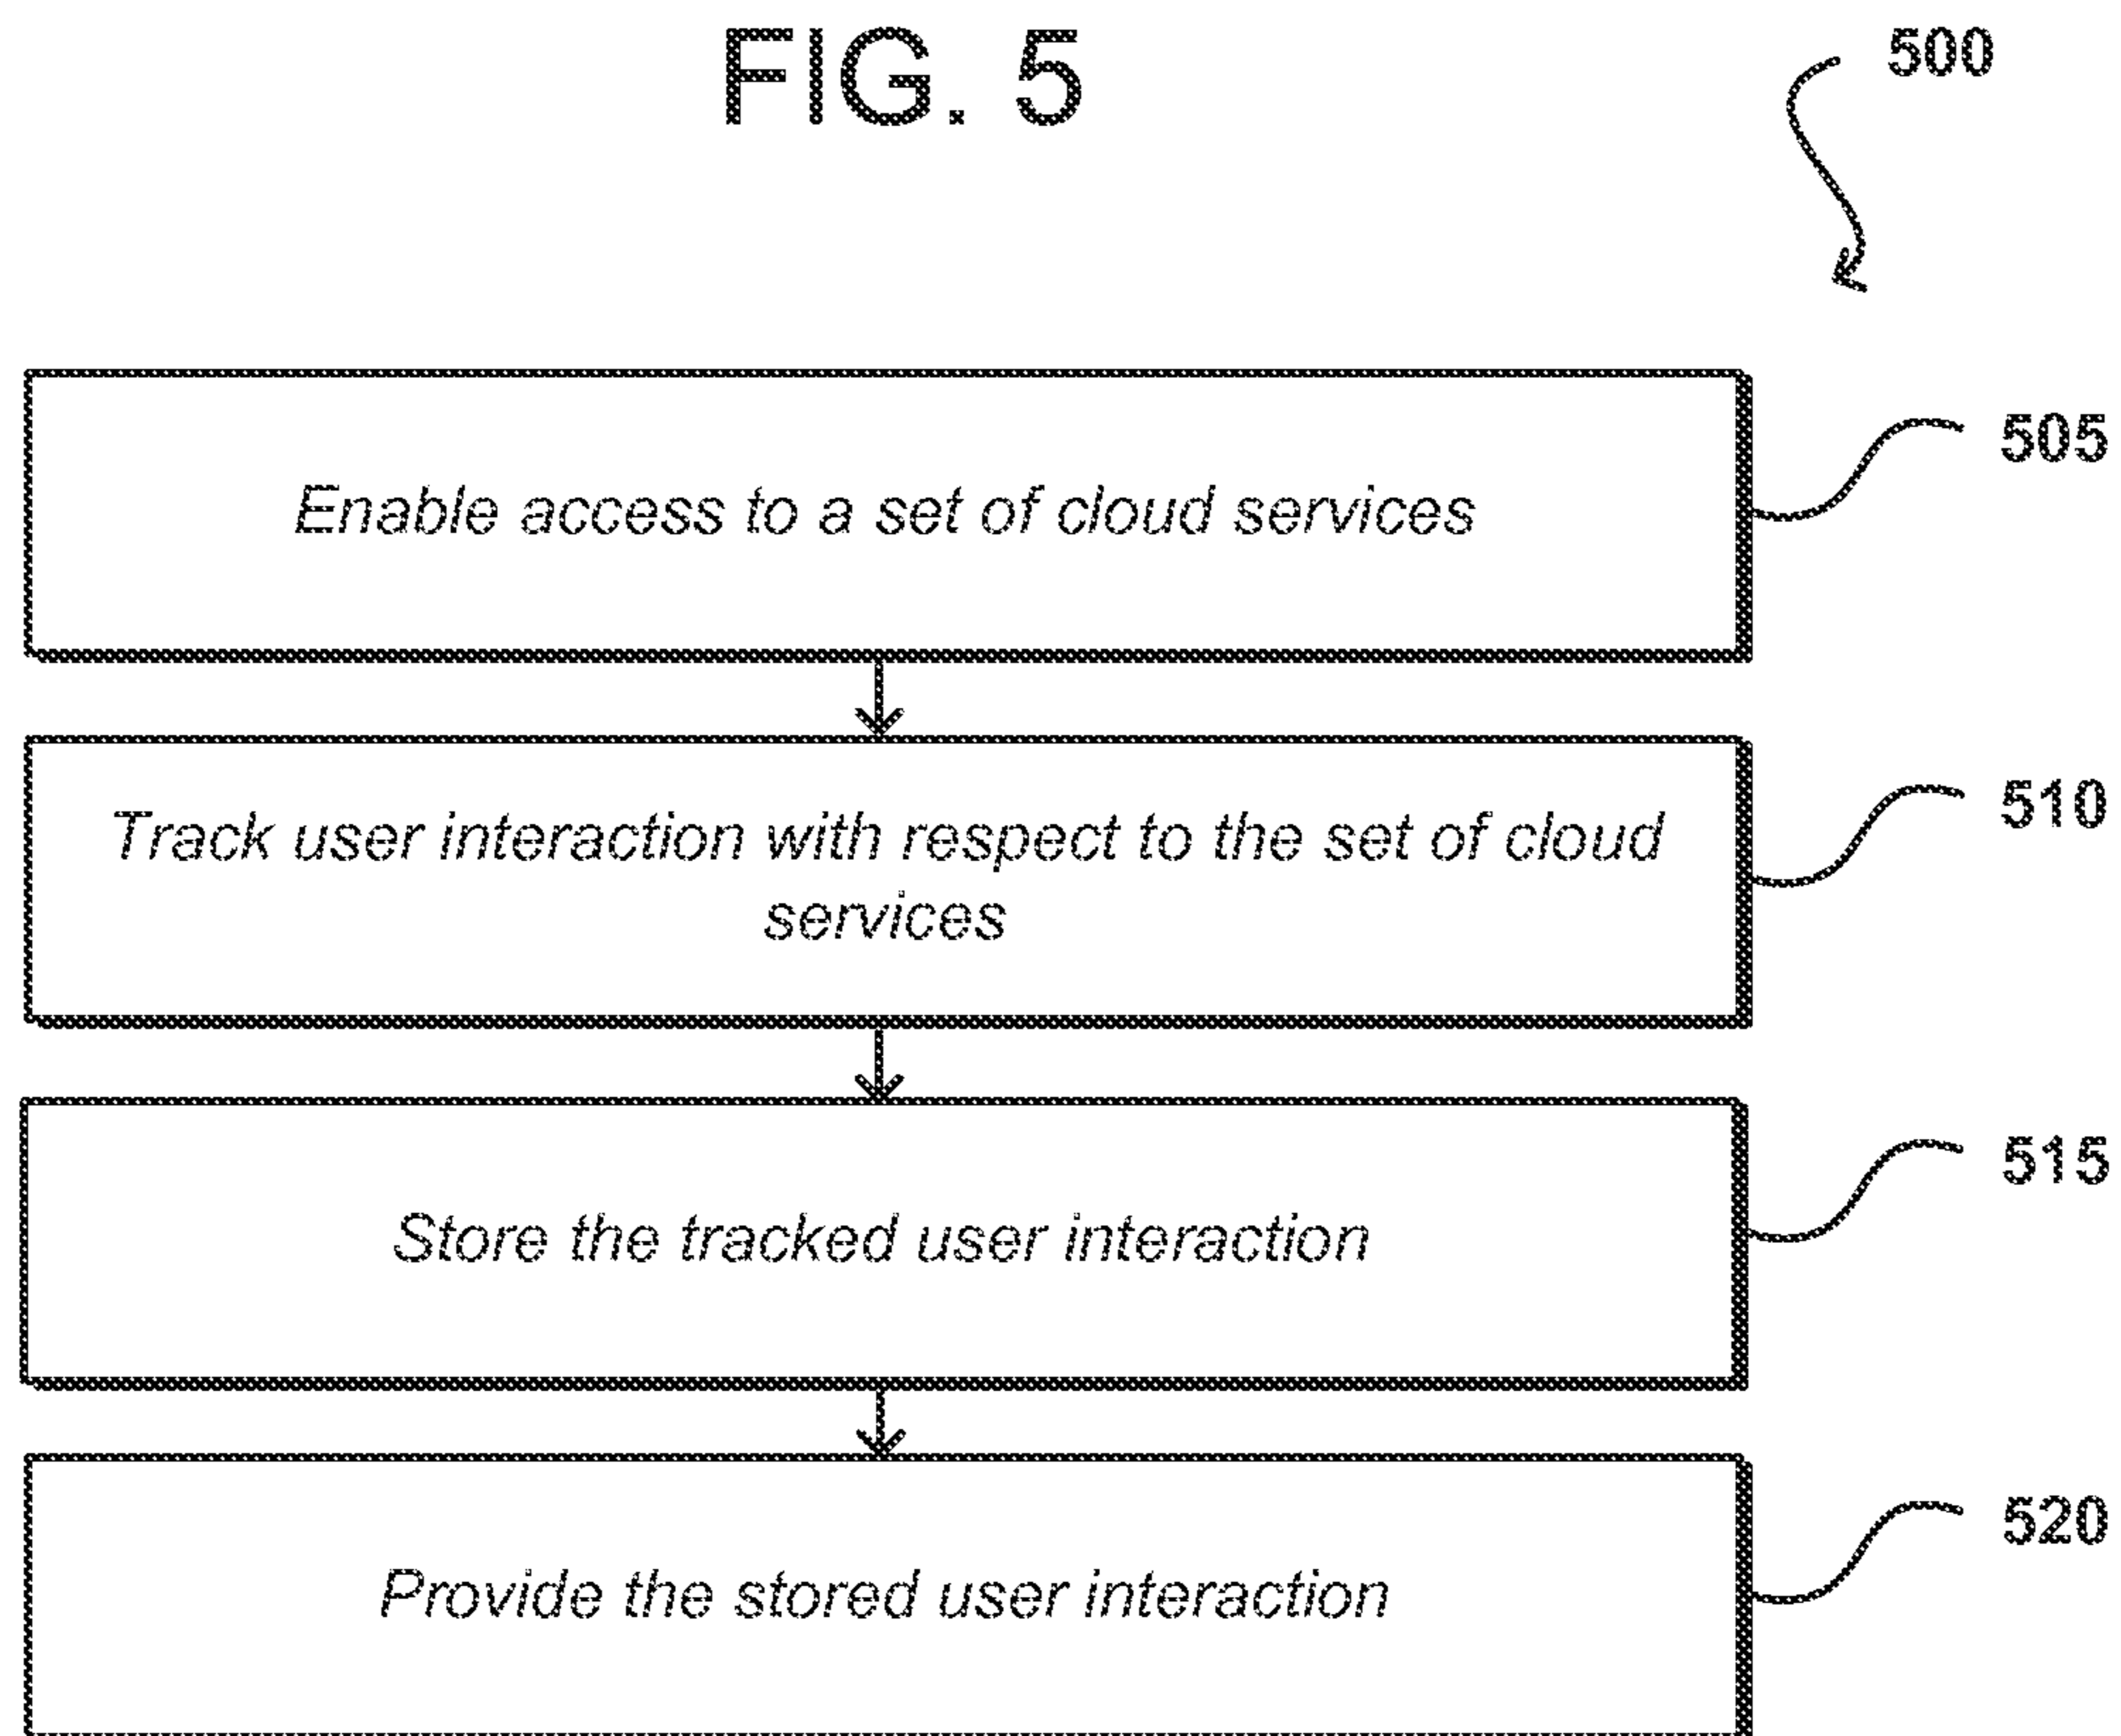 FIG. 5
500
Enable access to a set of cloud services
505
Track user interaction with respect to the set of cloud
services
510
Store the tracked user interaction
515
Provide the stored user interaction
520